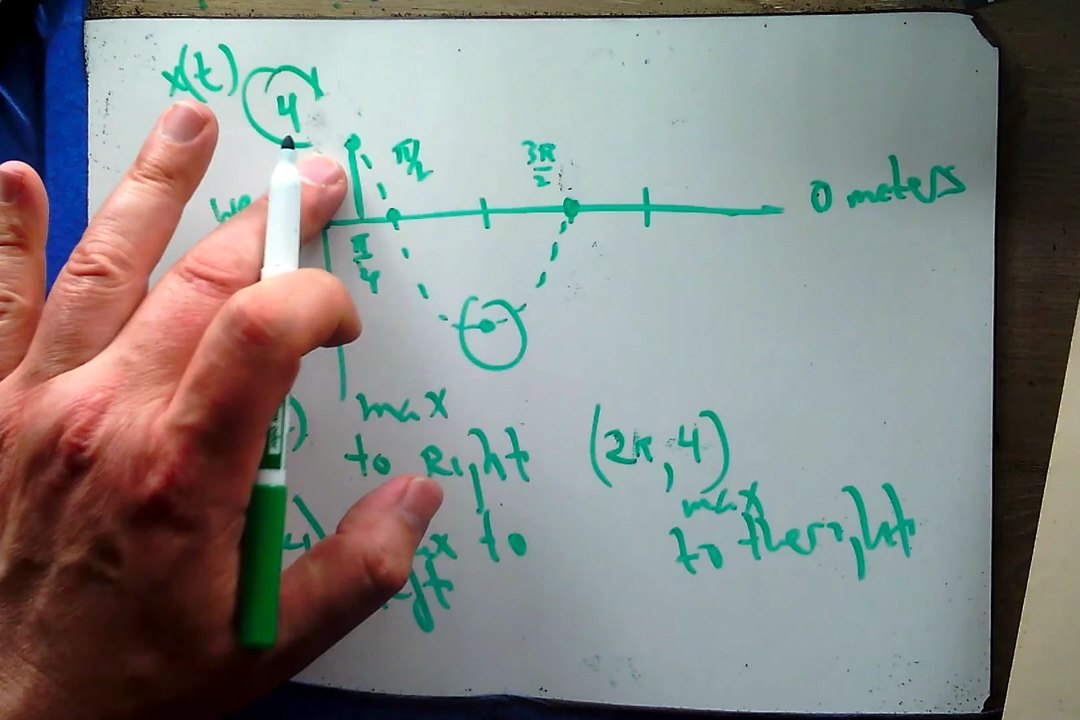 x(t)
4
π/2
3π/2
0 meters
π/4
max
to Right
(2π, 4)
max
to the right
to